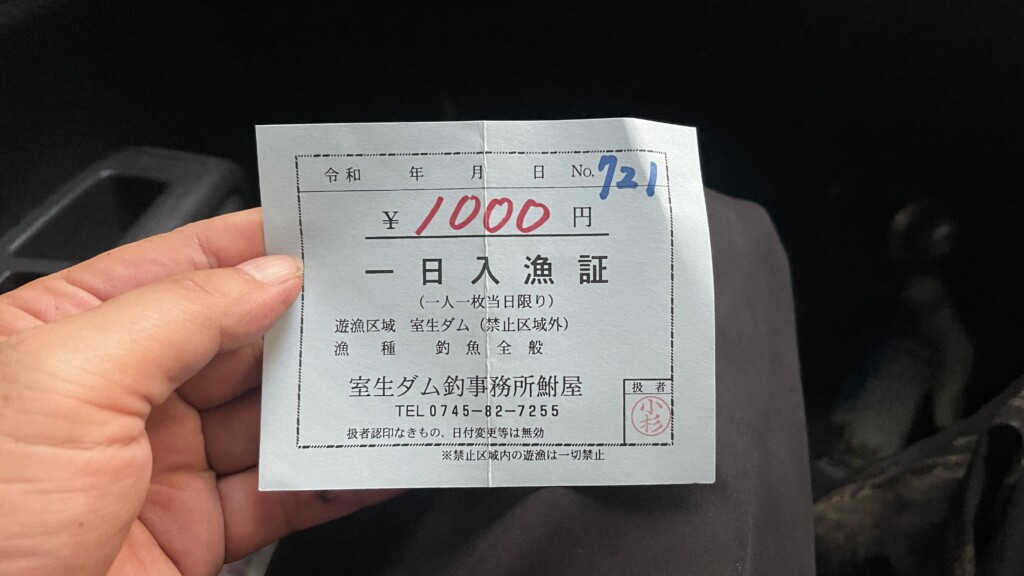 令和 年 月 日 No. 721
¥ 1000 円
一日入漁証
(一人一枚当日限り)
遊漁区域 室生ダム(禁止区域外)
漁種 釣魚全般
室生ダム釣事務所鮒屋
TEL 0745-82-7255
扱者
小杉
扱者認印なきもの、日付変更等は無効
※禁止区域内の遊漁は一切禁止